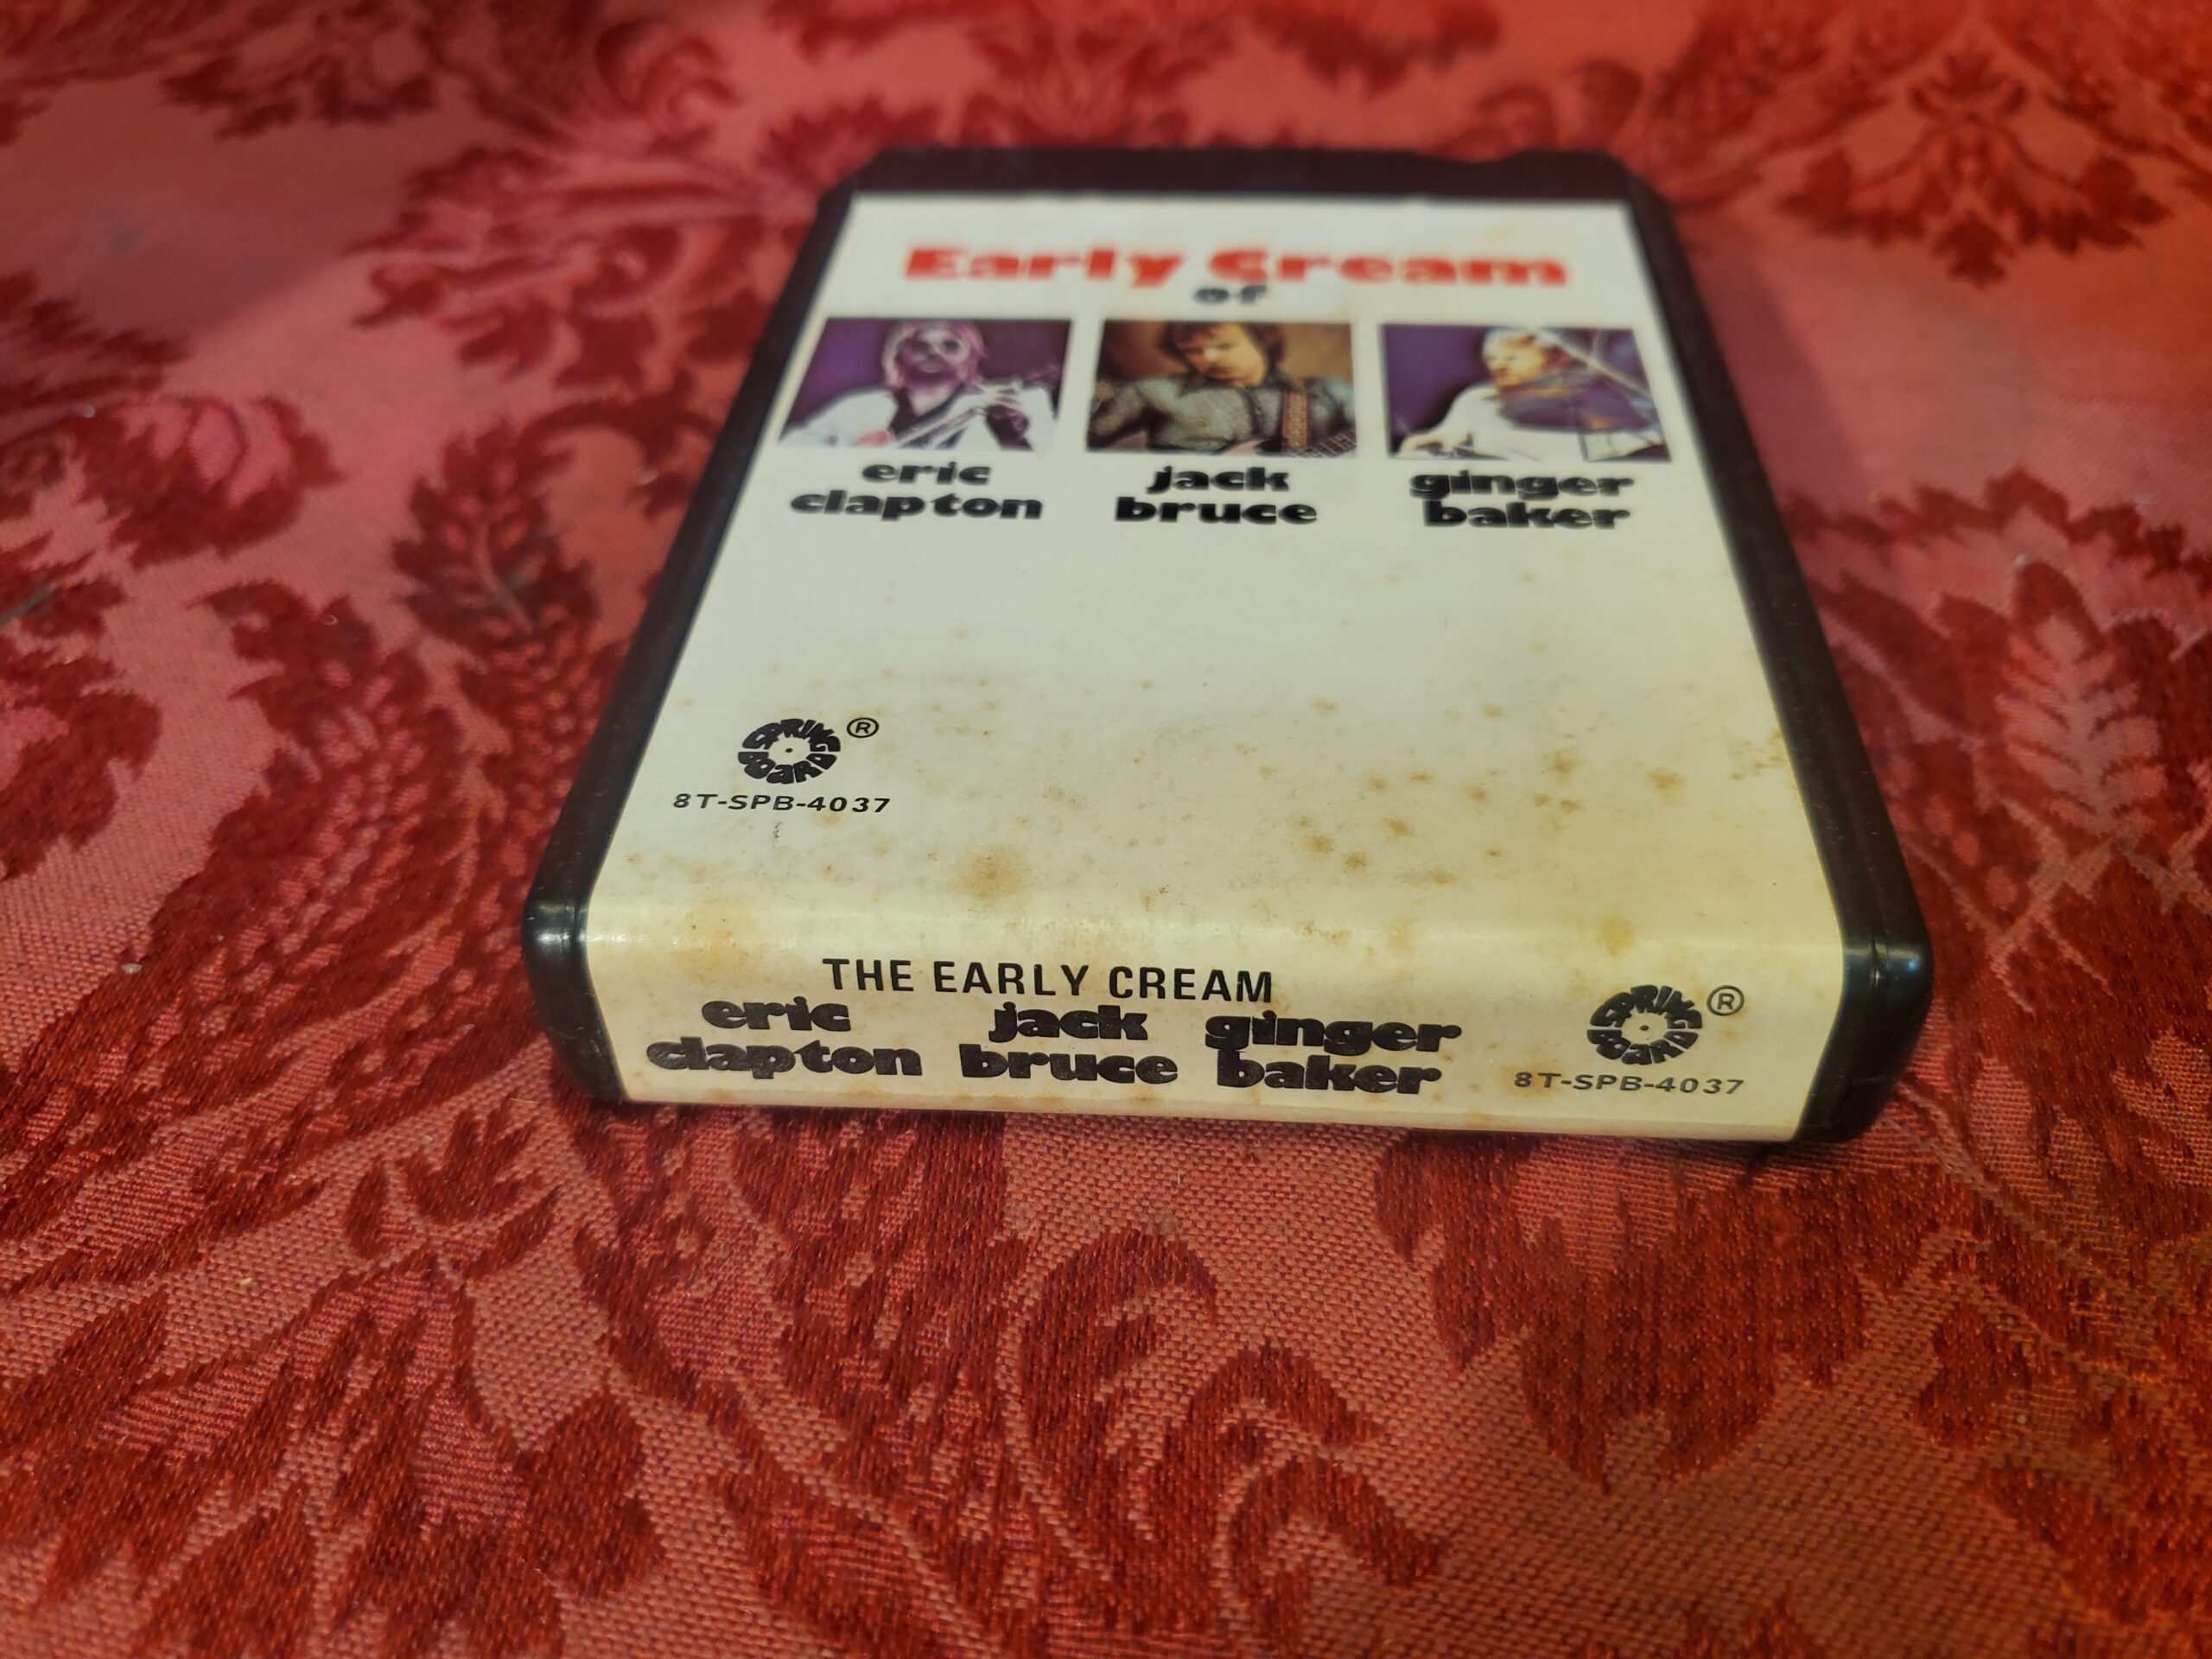 Early Cream
of
eric jack ginger
clapton bruce baker
SPRINGBOARD ®
8T-SPB-4037
THE EARLY CREAM
eric jack ginger
clapton bruce baker
SPRINGBOARD ®
8T-SPB-4037